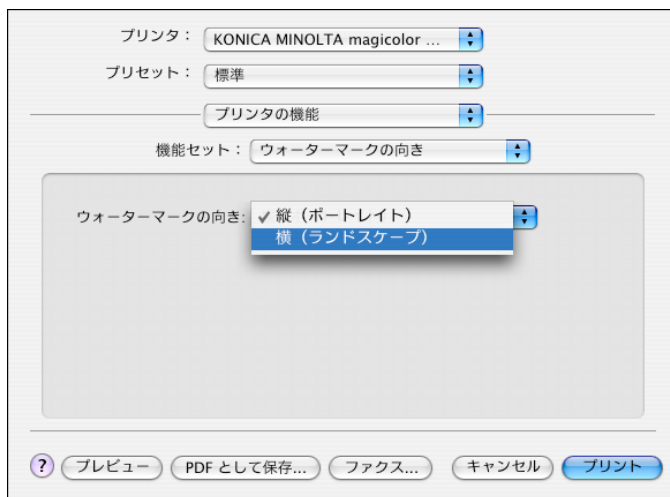 プリンタ： KONICA MINOLTA magicolor ...
プリセット： 標準
プリンタの機能
機能セット： ウォーターマークの向き
ウォーターマークの向き: ✓ 縦（ポートレイト）
横（ランドスケープ）
? プレビュー PDF として保存... ファクス... キャンセル プリント